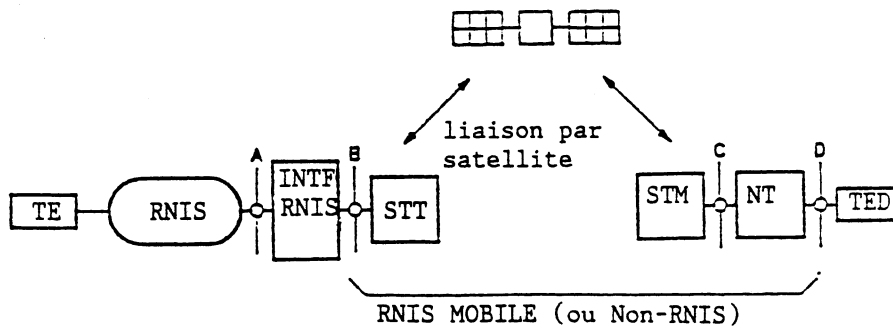 liaison par
satellite
A
B
C
D
TE
RNIS
INTF
RNIS
STT
STM
NT
TED
RNIS MOBILE (ou Non-RNIS)